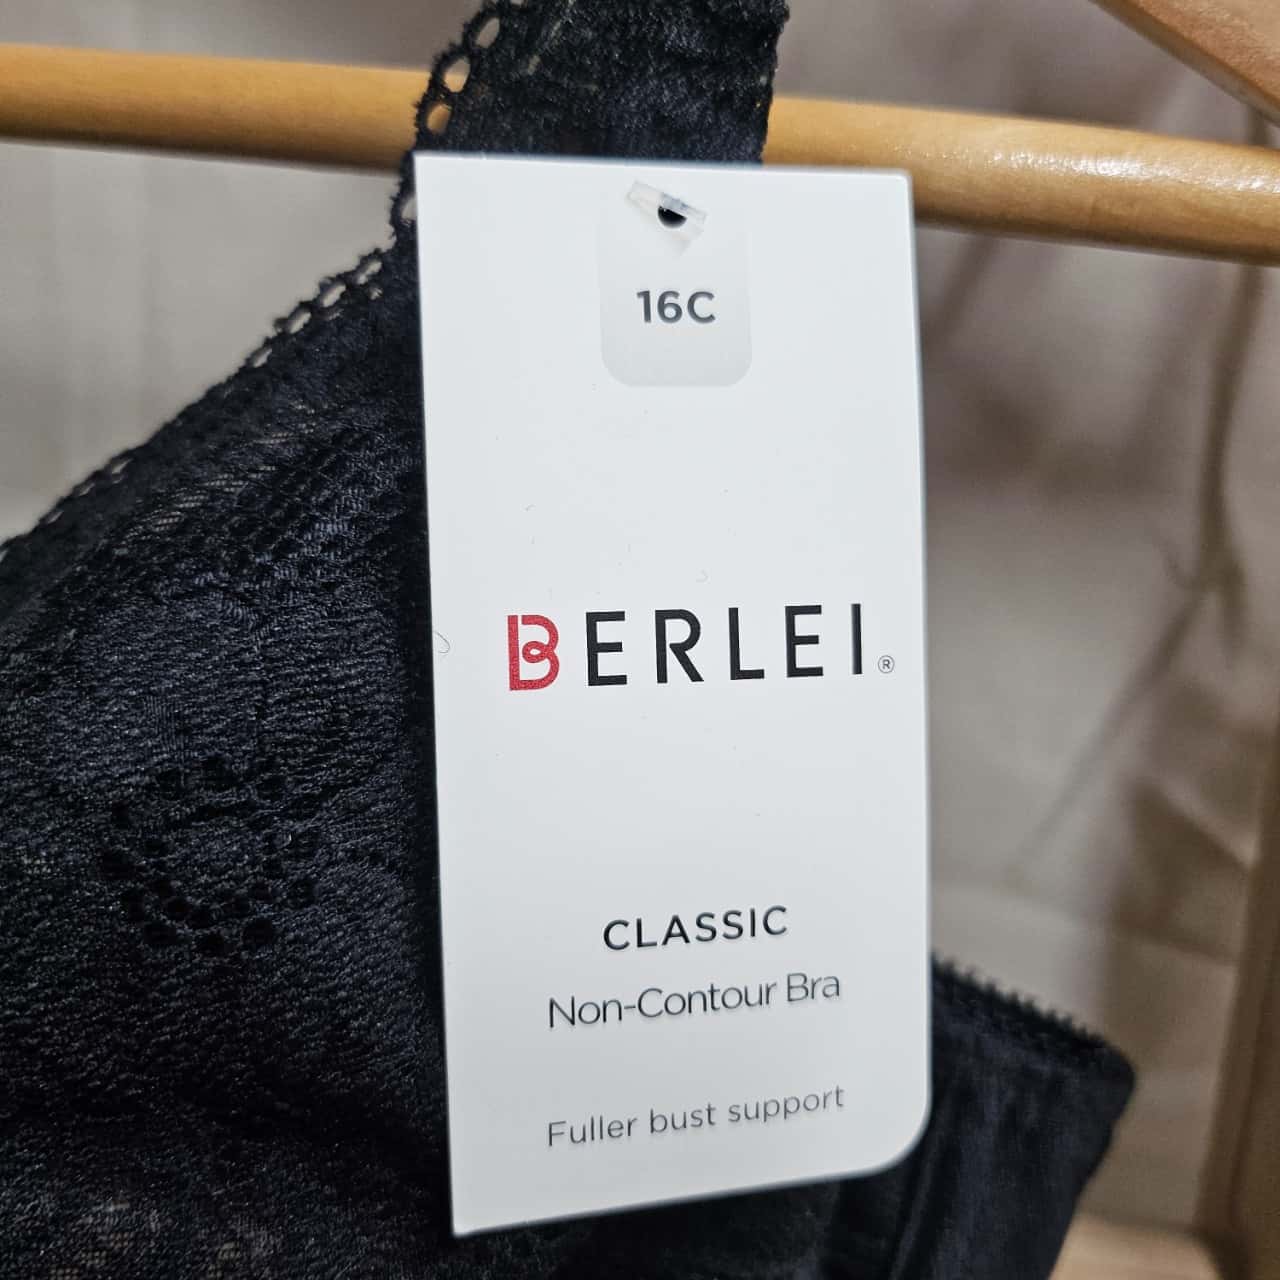 16C
BERLEI®
CLASSIC
Non-Contour Bra
Fuller bust support